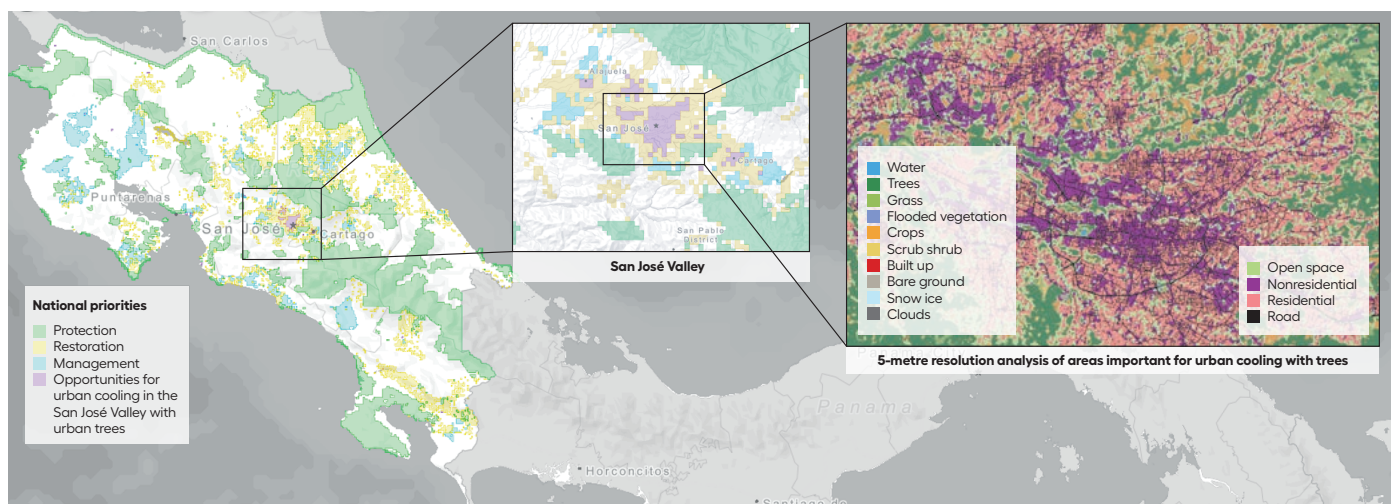 San Carlos
Puntarenas
San José
Cartago
National priorities
Protection
Restoration
Management
Opportunities for
urban cooling in the
San José Valley with
urban trees
Alajuela
San José
Cartago
San Pablo
District
San José Valley
Water
Trees
Grass
Flooded vegetation
Crops
Scrub shrub
Built up
Bare ground
Snow ice
Clouds
Open space
Nonresidential
Residential
Road
5-metre resolution analysis of areas important for urban cooling with trees
Panama
Horconcitos
Santiago de